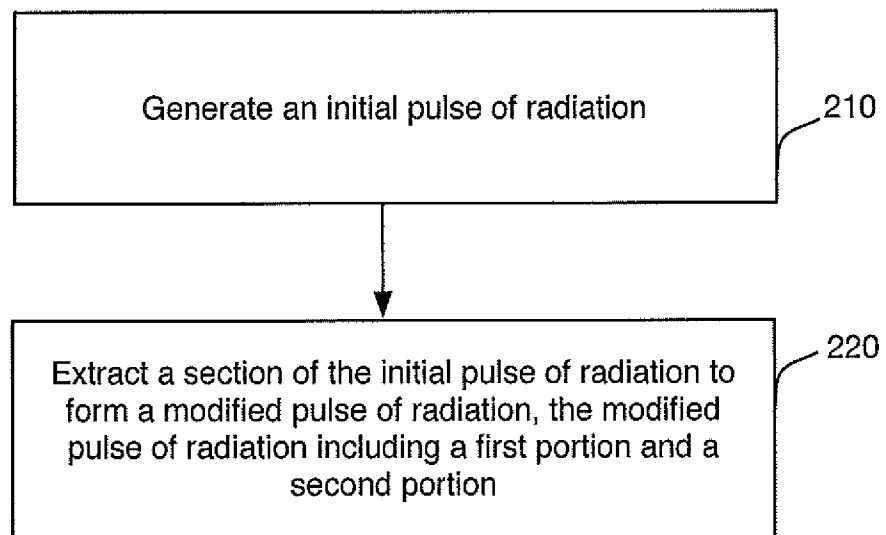 Generate an initial pulse of radiation
210
Extract a section of the initial pulse of radiation to
form a modified pulse of radiation, the modified
pulse of radiation including a first portion and a
second portion
220